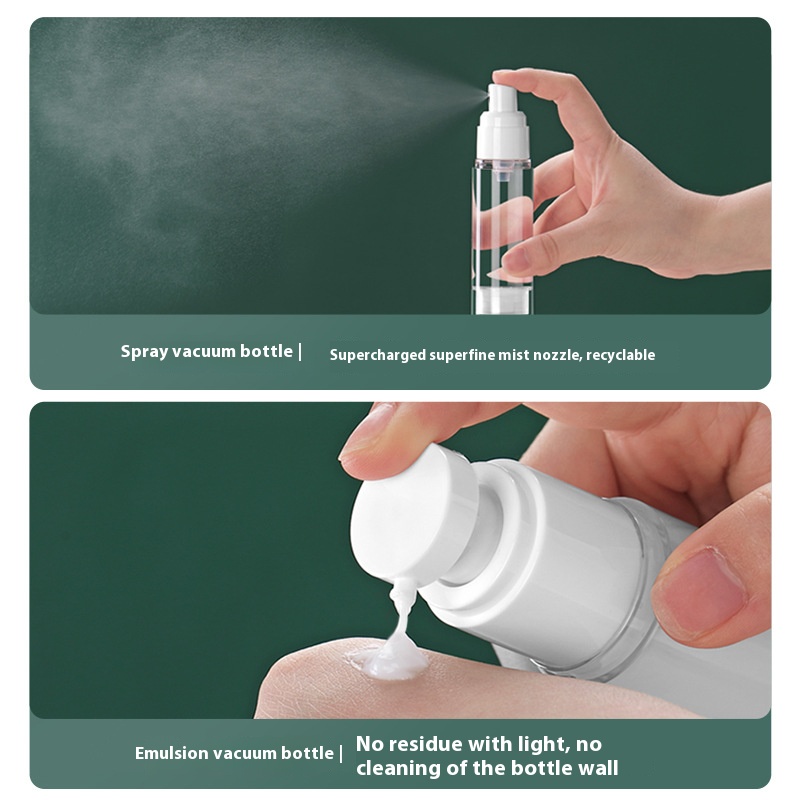 Spray vacuum bottle | Supercharged superfine mist nozzle, recyclable
Emulsion vacuum bottle | No residue with light, no
cleaning of the bottle wall